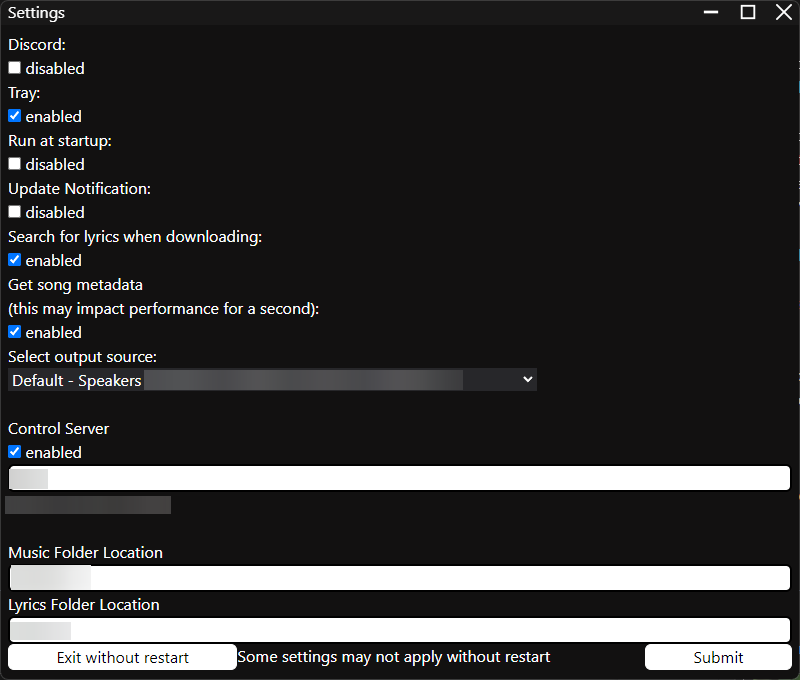 Settings
Discord:
disabled
Tray:
enabled
Run at startup:
disabled
Update Notification:
disabled
Search for lyrics when downloading:
enabled
Get song metadata
(this may impact performance for a second):
enabled
Select output source:
Default - Speakers
Control Server
enabled
Music Folder Location
Lyrics Folder Location
Exit without restart Some settings may not apply without restart Submit